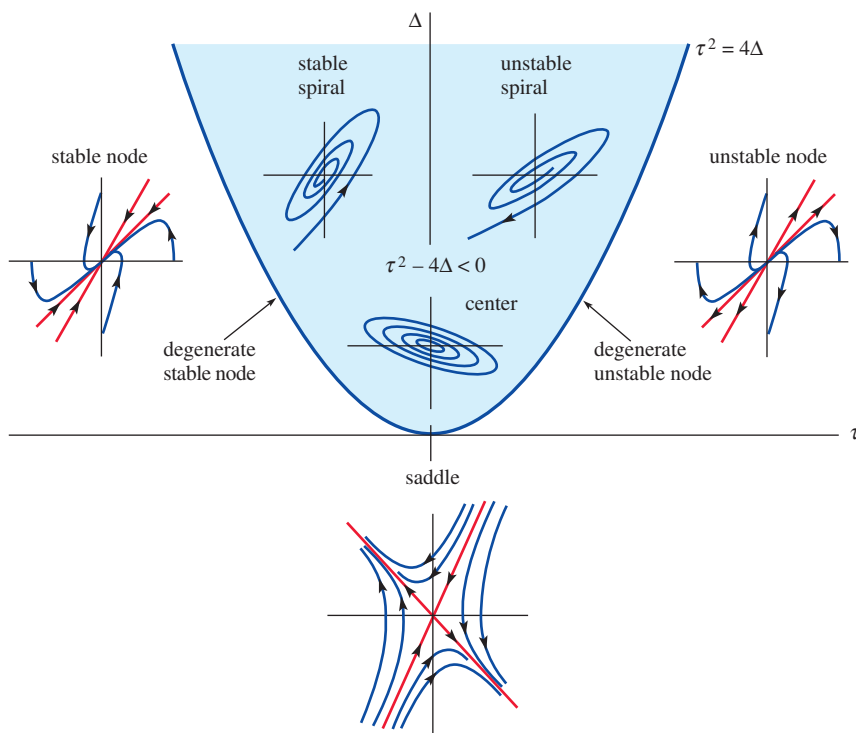 Δ
τ² = 4Δ
stable
spiral
unstable
spiral
stable node
unstable node
τ² – 4Δ < 0
center
degenerate
stable node
degenerate
unstable node
τ
saddle